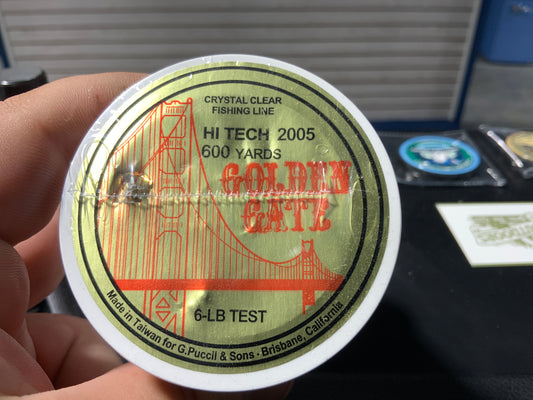 CRYSTAL CLEAR
FISHING LINE
HI TECH 2005
600 YARDS
GOLDEN
GATE
6-LB TEST
Made in Taiwan for G.Puccil & Sons · Brisbane, California